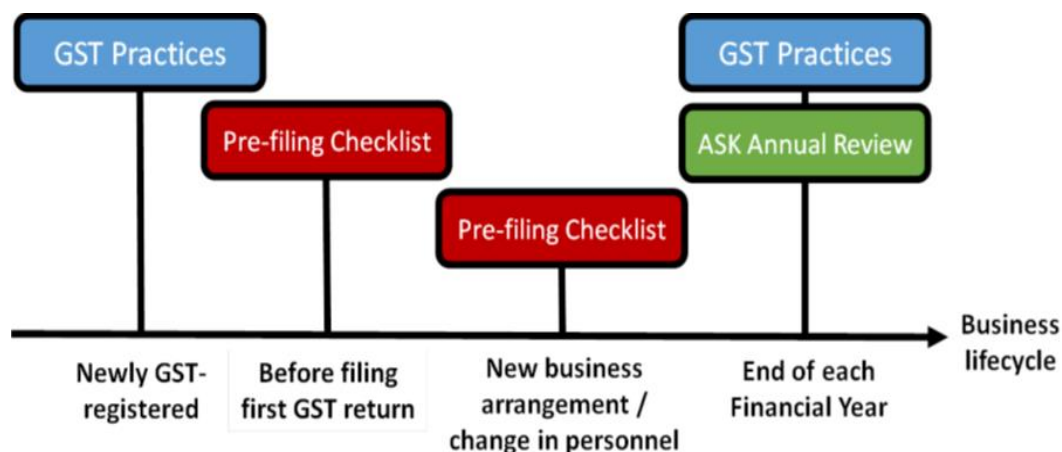 GST Practices
GST Practices
Pre-filing Checklist
ASK Annual Review
Pre-filing Checklist
Business
lifecycle
Newly GST-
registered
Before filing
first GST return
New business
arrangement /
change in personnel
End of each
Financial Year